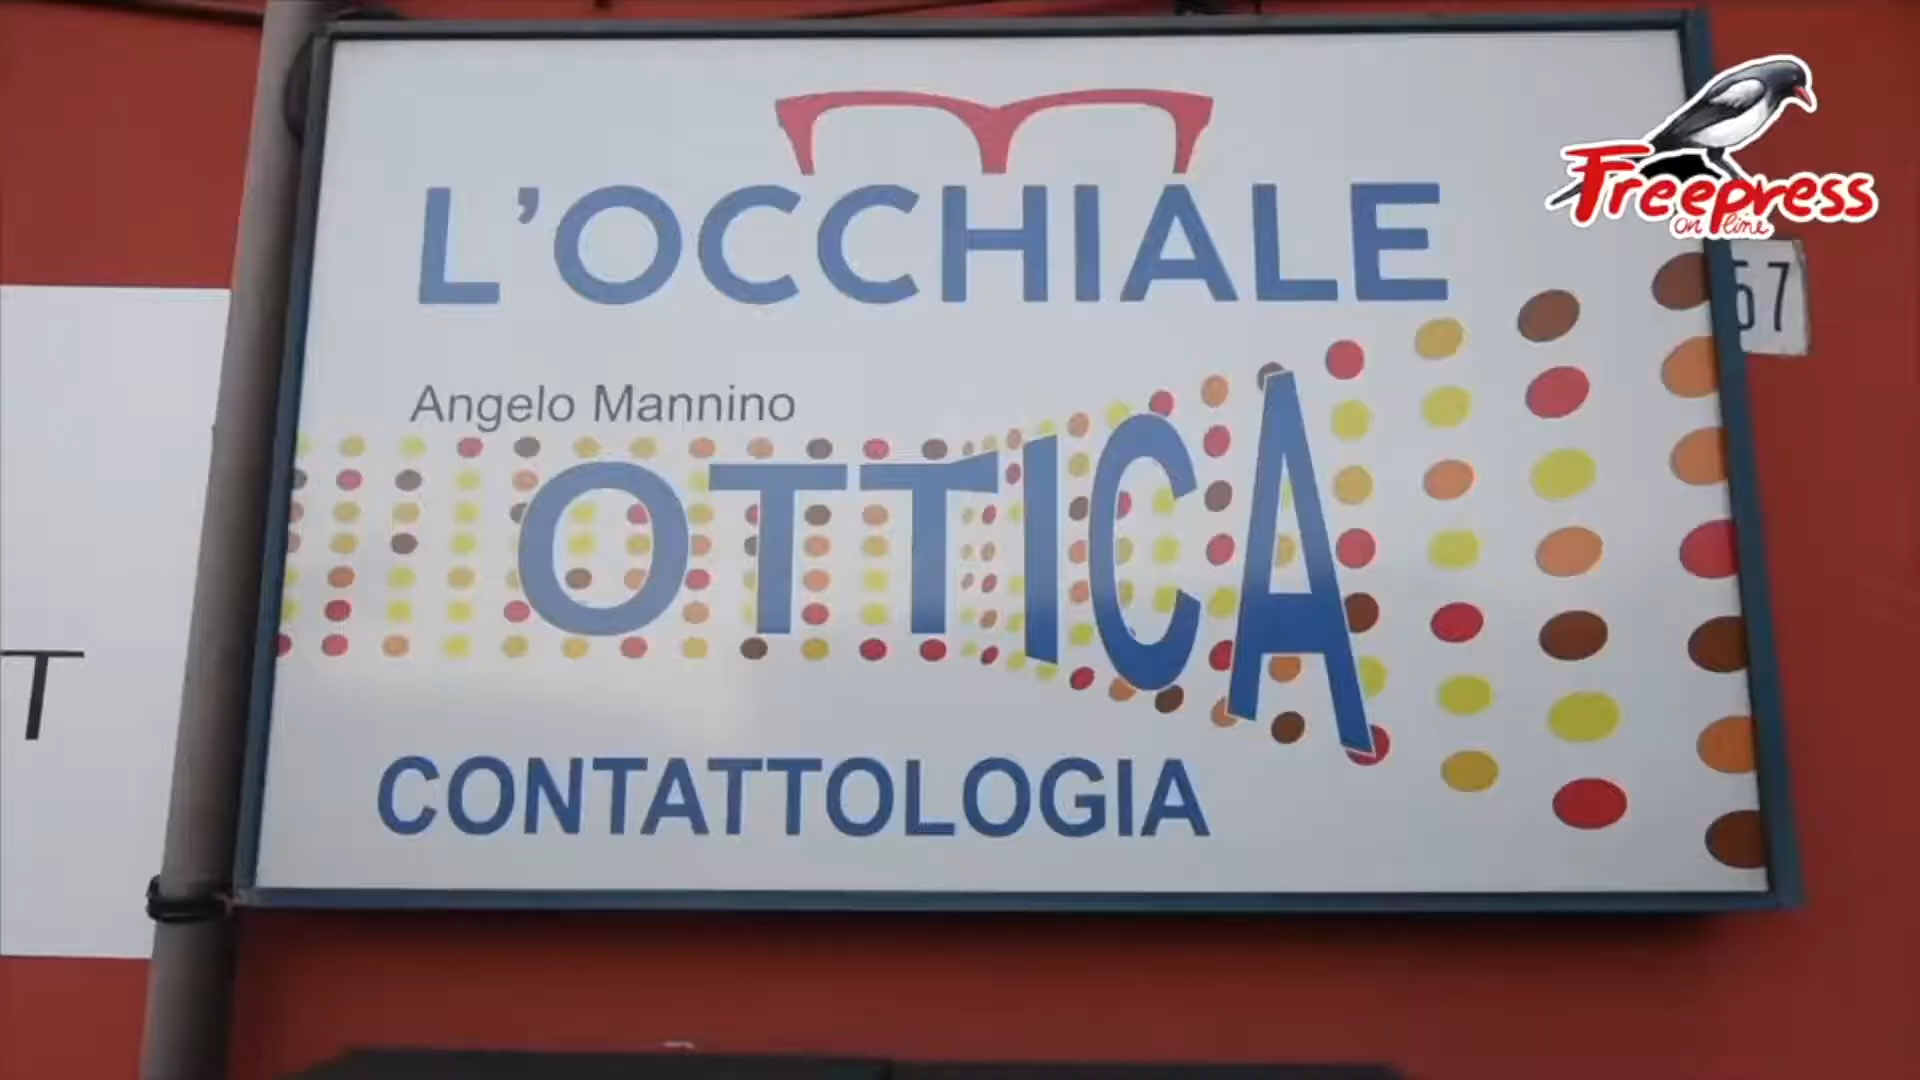 L'OCCHIALE
Angelo Mannino
OTTICA
CONTATTOLOGIA
Freepress
on line
57
T